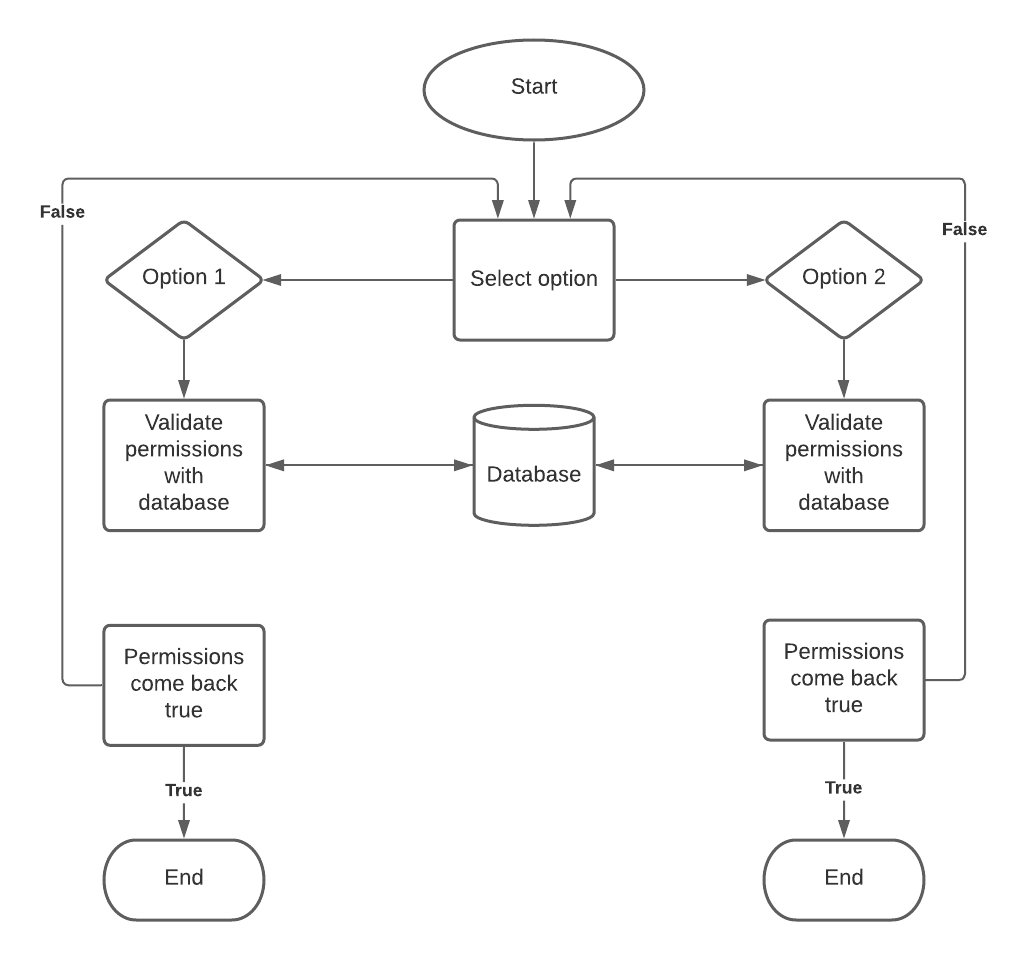 Start
False
False
Option 1
Select option
Option 2
Validate
permissions
with
database
Database
Validate
permissions
with
database
Permissions
come back
true
Permissions
come back
true
True
True
End
End